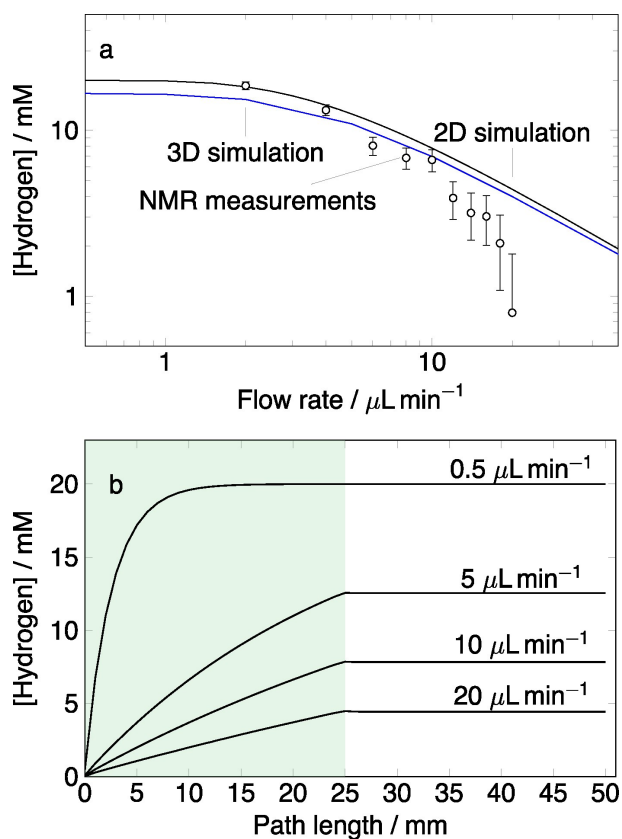 a
10
1
[Hydrogen] / mM
3D simulation
2D simulation
NMR measurements
1
10
Flow rate / μL min⁻¹
b
20
15
10
5
0
[Hydrogen] / mM
0.5 μL min⁻¹
5 μL min⁻¹
10 μL min⁻¹
20 μL min⁻¹
0 5 10 15 20 25 30 35 40 45 50
Path length / mm